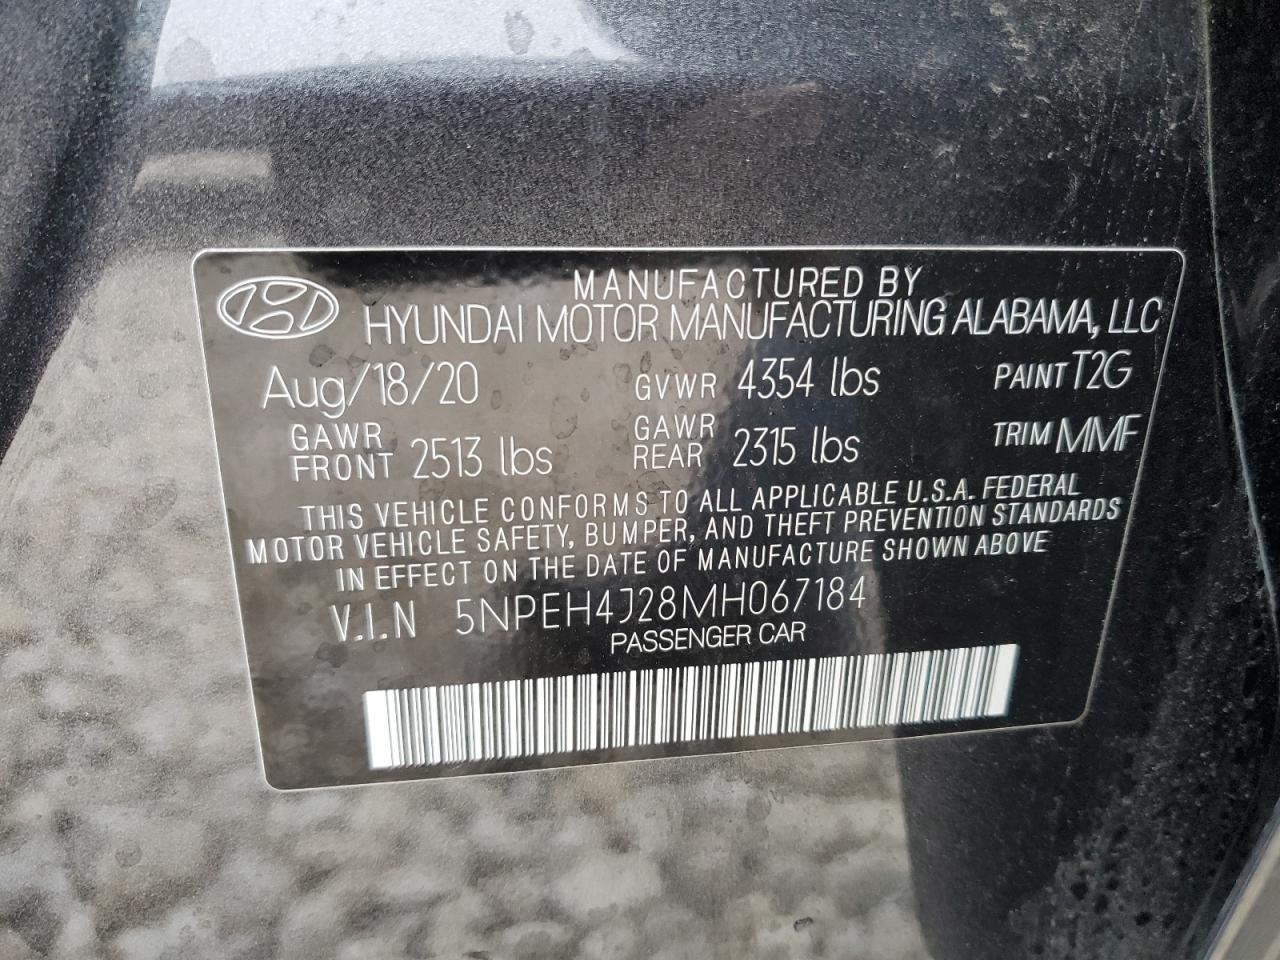 MANUFACTURED BY
HYUNDAI MOTOR MANUFACTURING ALABAMA, LLC
Aug/18/20 GVWR 4354 lbs PAINT T2G
GAWR FRONT 2513 lbs GAWR REAR 2315 lbs TRIM MMF
THIS VEHICLE CONFORMS TO ALL APPLICABLE U.S.A. FEDERAL
MOTOR VEHICLE SAFETY, BUMPER, AND THEFT PREVENTION STANDARDS
IN EFFECT ON THE DATE OF MANUFACTURE SHOWN ABOVE
V.I.N 5NPEH4J28MH067184
PASSENGER CAR